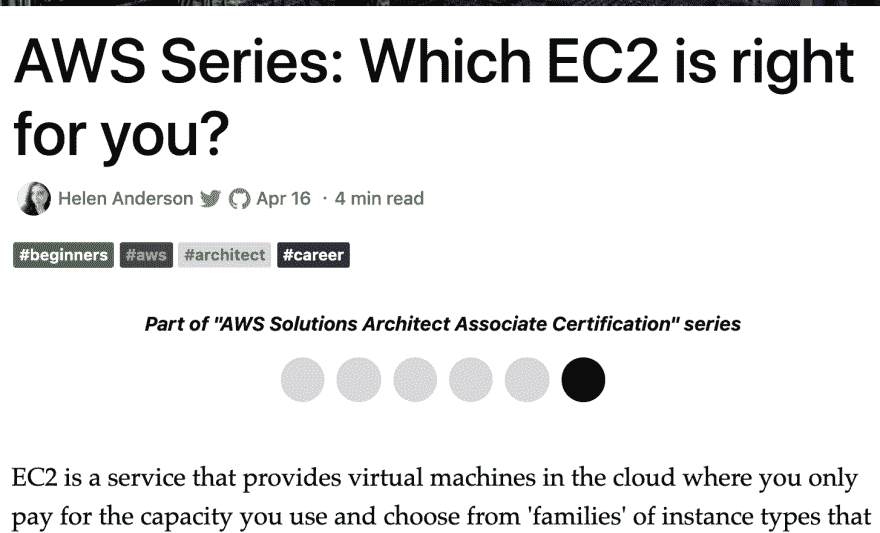 AWS Series: Which EC2 is right
for you?
Helen Anderson Apr 16 · 4 min read
#beginners #aws #architect #career
Part of "AWS Solutions Architect Associate Certification" series
EC2 is a service that provides virtual machines in the cloud where you only
pay for the capacity you use and choose from 'families' of instance types that